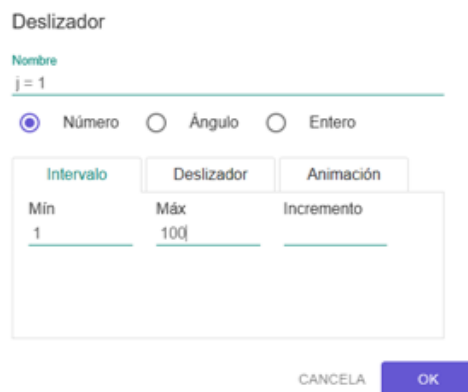 Deslizador
Nombre
j = 1
Número Ángulo Entero
Intervalo Deslizador Animación
Mín Máx Incremento
1 100
CANCELA OK